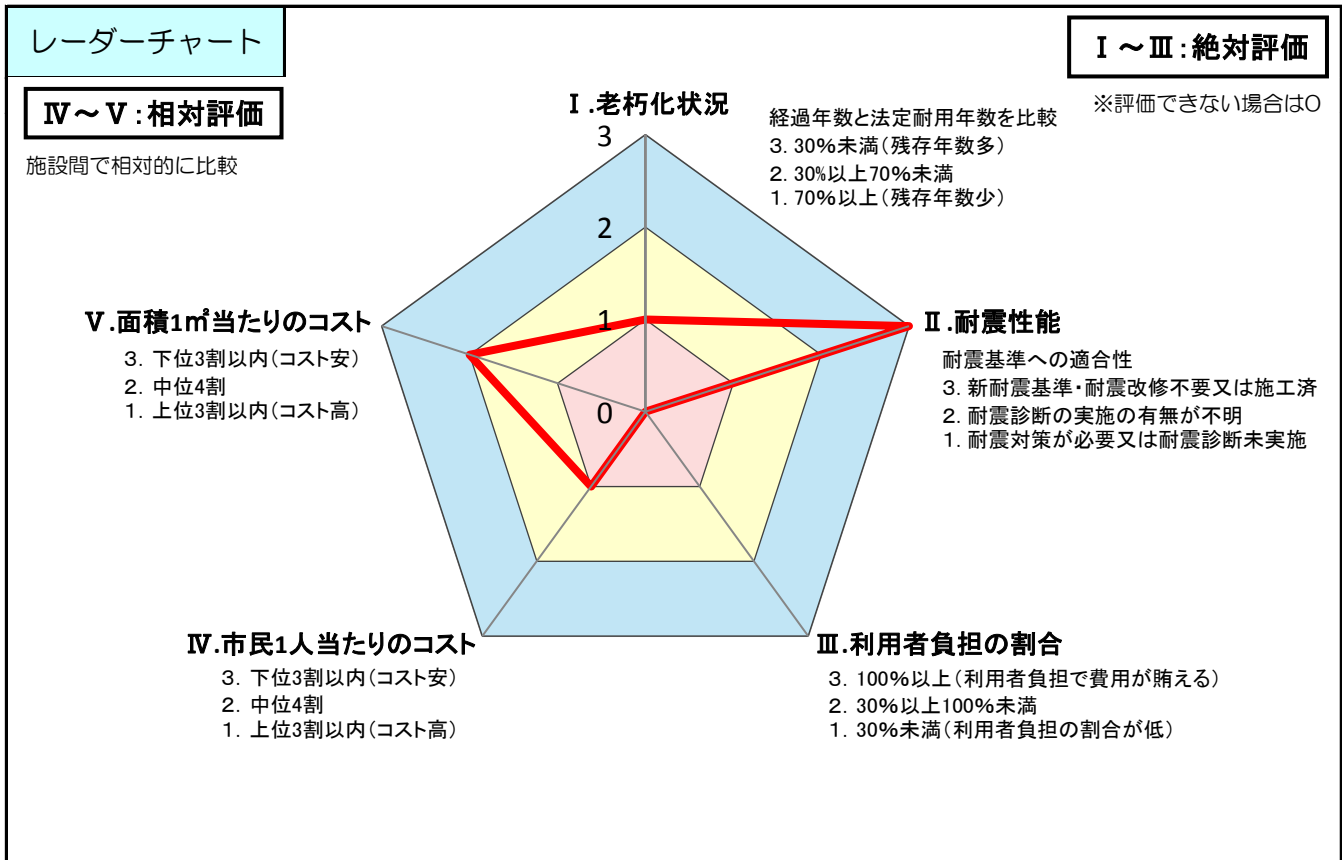 レーダーチャート
Ⅰ～Ⅲ:絶対評価
※評価できない場合は0
Ⅳ～Ⅴ:相対評価
施設間で相対的に比較
Ⅰ.老朽化状況
経過年数と法定耐用年数を比較
3. 30%未満(残存年数多)
2. 30%以上70%未満
1. 70%以上(残存年数少)
3
2
1
0
Ⅱ.耐震性能
耐震基準への適合性
3. 新耐震基準・耐震改修不要又は施工済
2. 耐震診断の実施の有無が不明
1. 耐震対策が必要又は耐震診断未実施
Ⅴ.面積1㎡当たりのコスト
3. 下位3割以内(コスト安)
2. 中位4割
1. 上位3割以内(コスト高)
Ⅳ.市民1人当たりのコスト
3. 下位3割以内(コスト安)
2. 中位4割
1. 上位3割以内(コスト高)
Ⅲ.利用者負担の割合
3. 100%以上(利用者負担で費用が賄える)
2. 30%以上100%未満
1. 30%未満(利用者負担の割合が低)